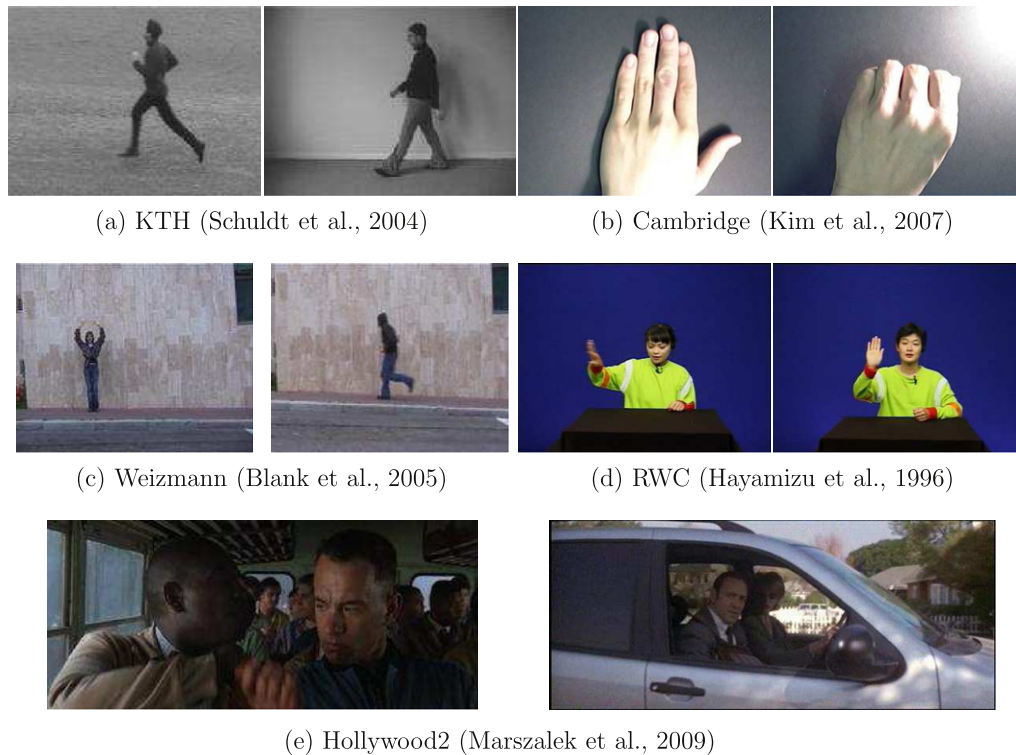 (a) KTH (Schuldt et al., 2004)
(b) Cambridge (Kim et al., 2007)
(c) Weizmann (Blank et al., 2005)
(d) RWC (Hayamizu et al., 1996)
(e) Hollywood2 (Marszalek et al., 2009)